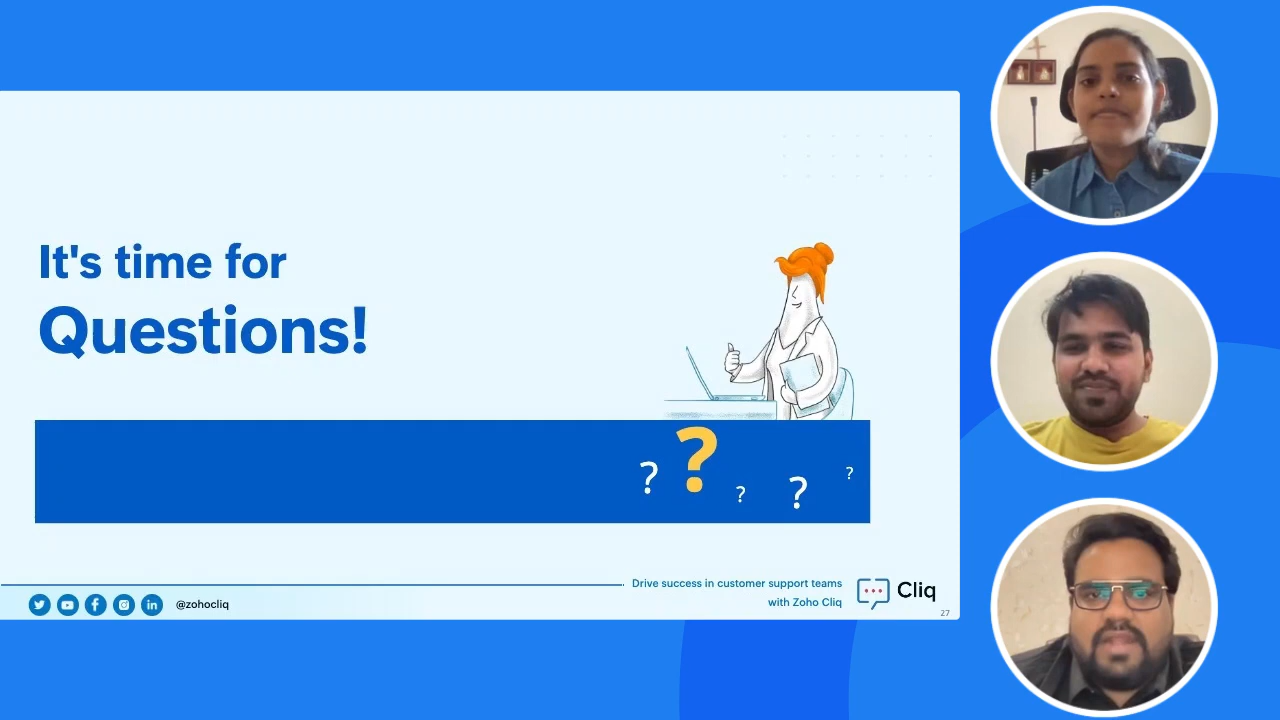 It's time for
Questions!
? ? ? ? ?
Drive success in customer support teams
with Zoho Cliq
Cliq
@zohocliq
27